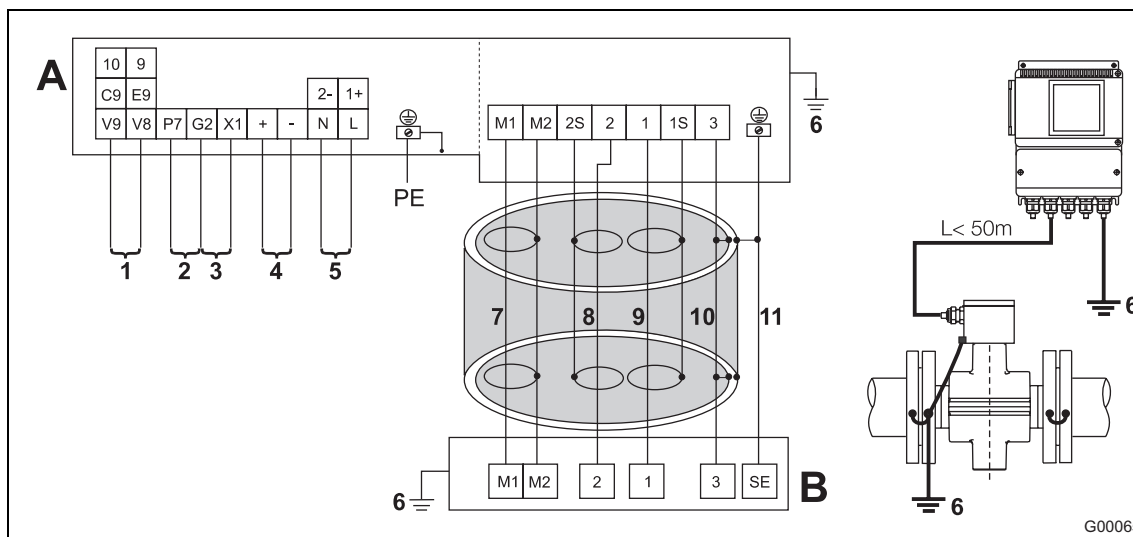 A
10 9
C9 E9 2- 1+
V9 V8 P7 G2 X1 + - N L
PE
1 2 3 4 5
M1 M2 2S 2 1 1S 3
6
7 8 9 10 11
6
M1 M2 2 1 3 SE
B
L< 50m
6
6
G0006